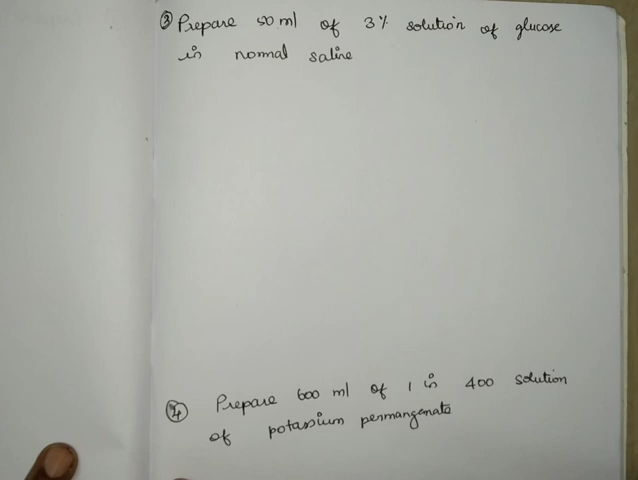 ③ Prepare 50 ml of 3% solution of glucose
in normal saline
④ Prepare 600 ml of 1 in 400 solution
of potassium permangenate